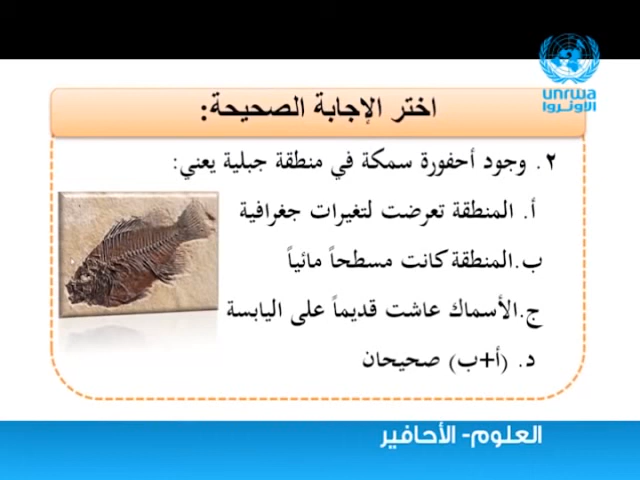 unrwa
الأونروا
اختر الإجابة الصحيحة:
٢. وجود أحفورة سمكة في منطقة جبلية يعني:
أ. المنطقة تعرضت لتغيرات جغرافية
ب.المنطقة كانت مسطحاً مائياً
ج.الأسماك عاشت قديماً على اليابسة
د. (أ+ب) صحيحان
العلوم- الأحافير